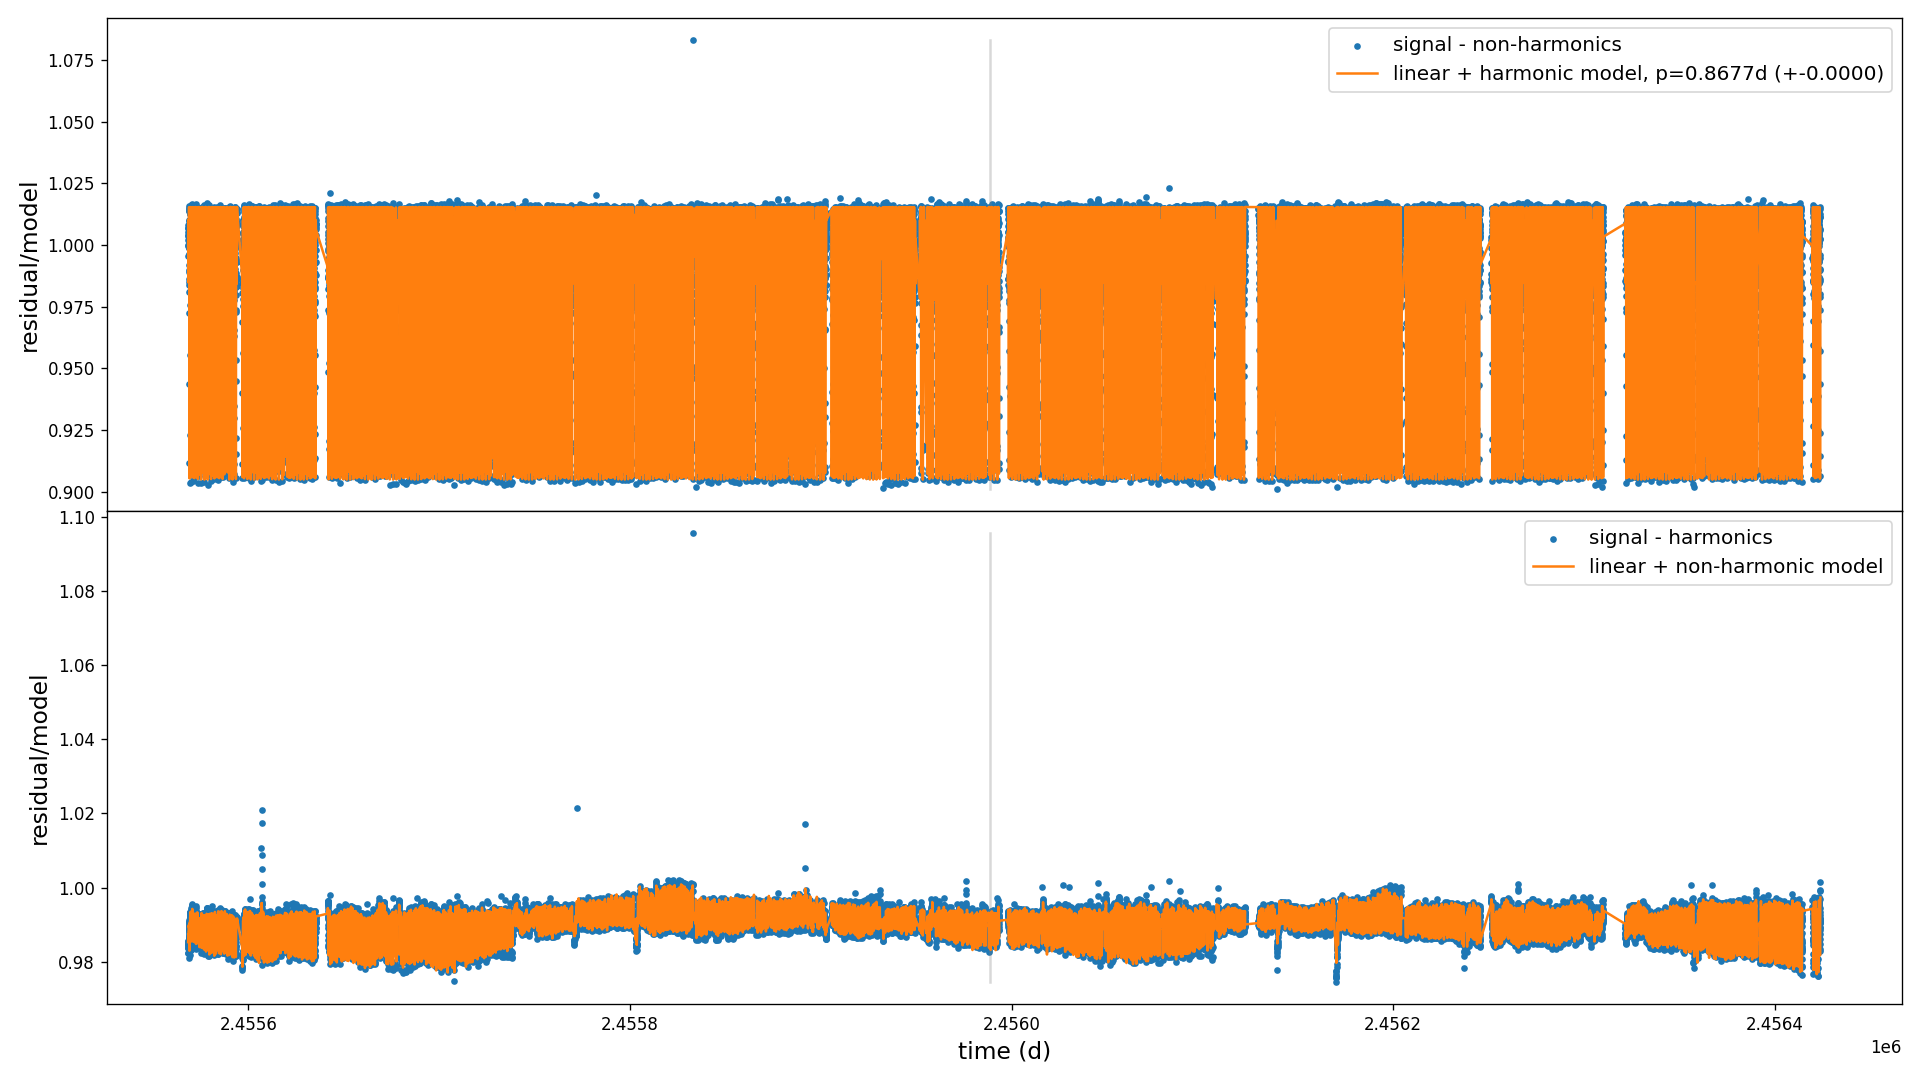 signal - non-harmonics
linear + harmonic model, p=0.8677d (+-0.0000)
1.075
1.050
1.025
1.000
0.975
0.950
0.925
0.900
residual/model
signal - harmonics
linear + non-harmonic model
1.10
1.08
1.06
1.04
1.02
1.00
0.98
residual/model
2.4556
2.4558
2.4560
2.4562
2.4564
1e6
time (d)